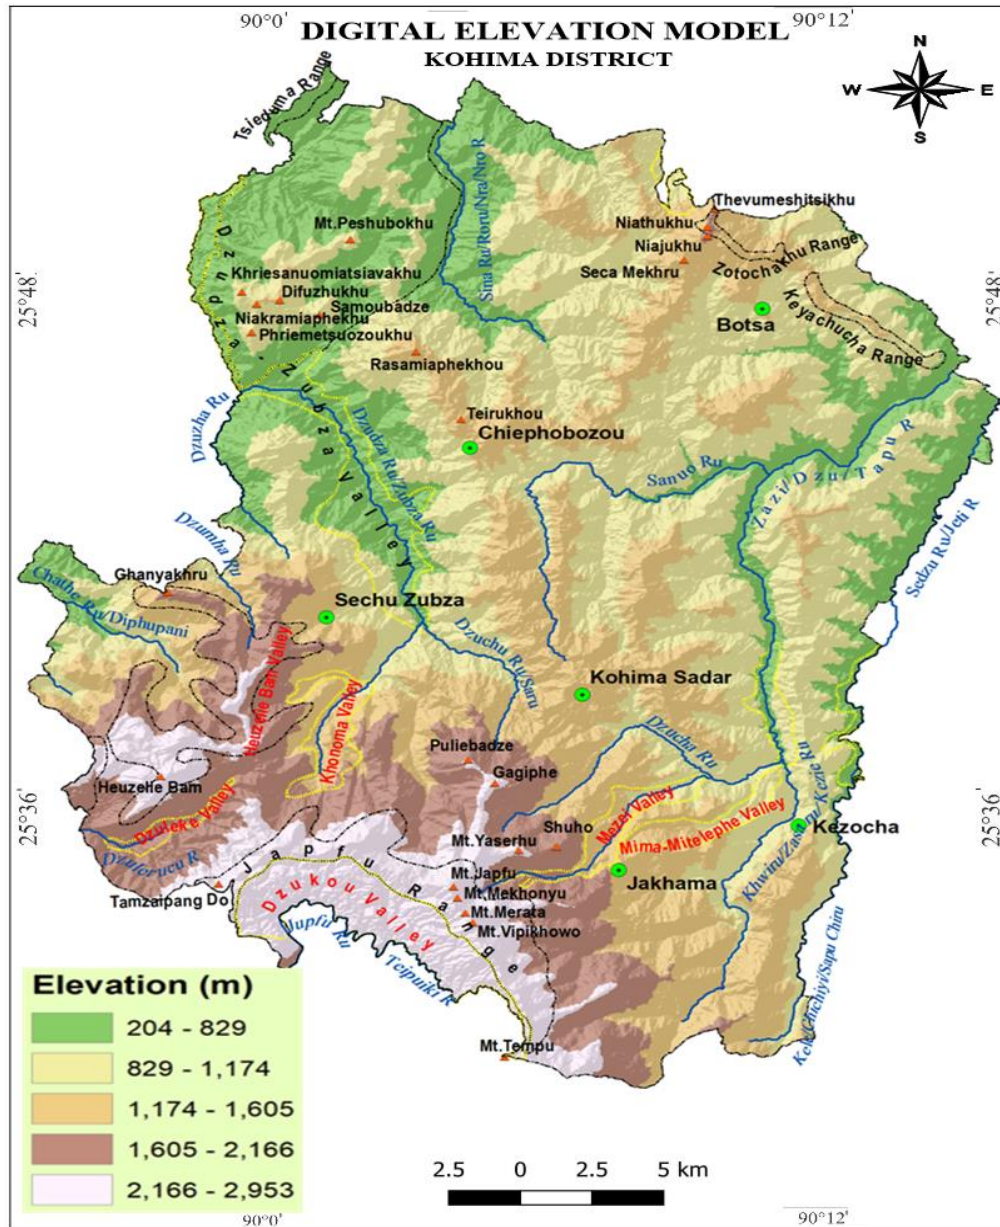 90°0' 90°12'
DIGITAL ELEVATION MODEL
KOHIMA DISTRICT
N
W E
S
Tsieduma Range
Sina Ru/Roru/Nra/Nro R
Thevumeshitsikhu
Niathukhu
Niajukhu
Mt.Peshubokhu
Seca Mekhru
Zotochakhu Range
Khriesanuomiatsiavakhu
Difuzhukhu
Samoubadze
25°48' 25°48'
Niakramiaphekhu
Botsa
Keyachucha Range
Phriemetsuozoukhu
Rasamiaphekhou
Dzudza - Zubza Valley
Dzuzha Ru
Dzudza Ru/Zubza Ru
Teirukhou
Chiephobozou
Sanuo Ru
Zazi/Dzu/Tapu R
Dzumha Ru
Sedzu Ru/Jeti R
Ghanyakhru
Chathe Ru/Diphupani
Sechu Zubza
Dzuchu Ru/Saru
Heuzelie Bam Valley
Khonoma Valley
Kohima Sadar
Dzucha Ru
Puliebadze
Gagiphe
Heuzelie Bam
25°36' 25°36'
Dzuleke Valley
Mezei Valley
Mima-Mitelephe Valley
Kezocha
Shuho
Mt.Yaserhu
Japfu Range
Mt.Japfu
Jakhama
Tamzaipang Do
Dzukou Valley
Mt.Mekhonyu
Mt.Merata
Mt.Vipikhowo
Jupfu Ru
Mt.Tempu
Elevation (m)
204 - 829
829 - 1,174
1,174 - 1,605
1,605 - 2,166
2,166 - 2,953
2.5 0 2.5 5 km
90°0' 90°12'